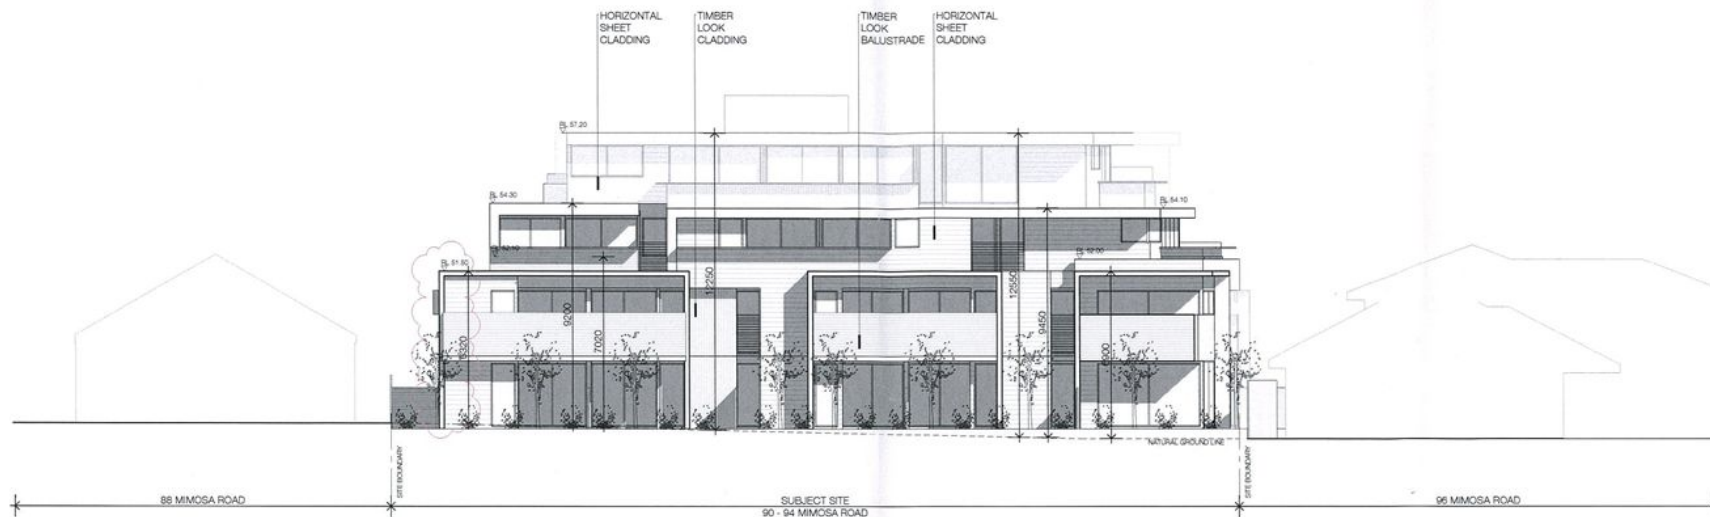 HORIZONTAL
SHEET
CLADDING
TIMBER
LOOK
CLADDING
TIMBER
LOOK
BALUSTRADE
HORIZONTAL
SHEET
CLADDING
RL 57.20
RL 54.30
RL 54.10
RL 52.00
RL 51.50
12250
12550
9200
7020
9450
NATURAL GROUND LINE
SITE BOUNDARY
SITE BOUNDARY
88 MIMOSA ROAD
SUBJECT SITE
90 - 94 MIMOSA ROAD
96 MIMOSA ROAD